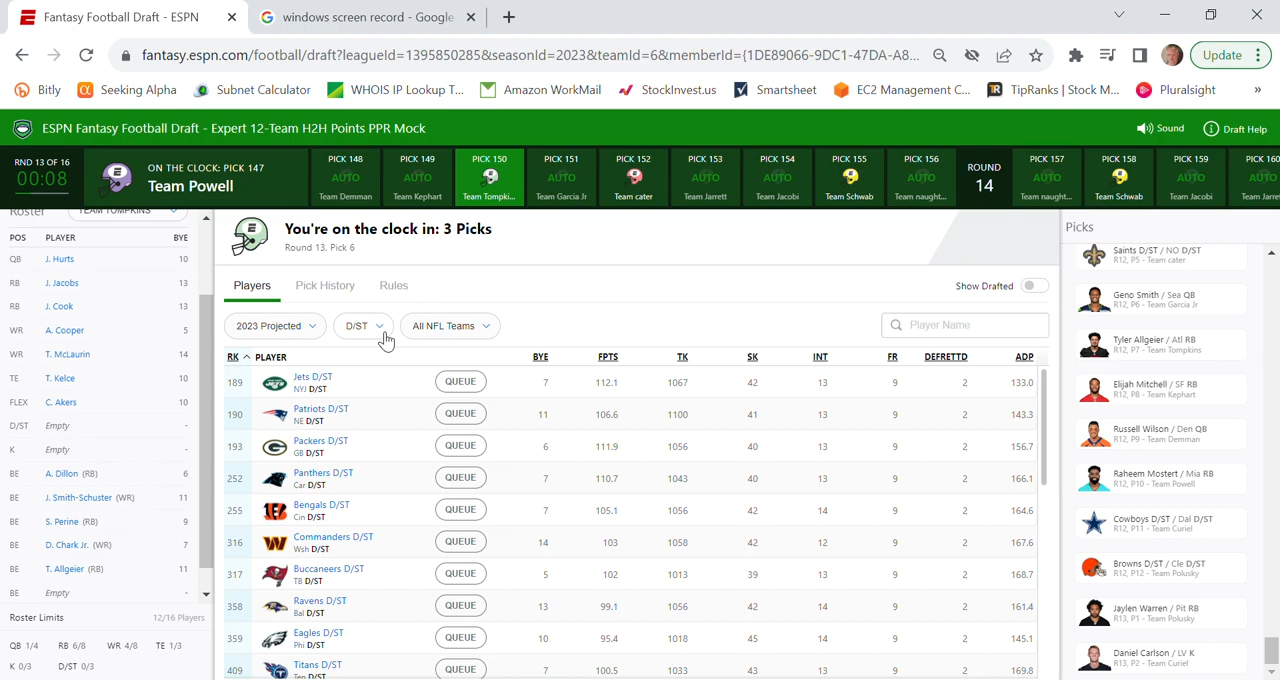 Fantasy Football Draft - ESPN
windows screen record - Google
fantasy.espn.com/football/draft?leagueId=1395850285&seasonId=2023&teamId=6&memberId={1DE89066-9DC1-47DA-A8...
Update
Bitly
Seeking Alpha
Subnet Calculator
WHOIS IP Lookup T...
Amazon WorkMail
StockInvest.us
Smartsheet
EC2 Management C...
TipRanks | Stock M...
Pluralsight
»
ESPN Fantasy Football Draft - Expert 12-Team H2H Points PPR Mock
Sound
Draft Help
RND 13 OF 16
00:08
ON THE CLOCK: PICK 147
Team Powell
PICK 148
AUTO
Team Demman
PICK 149
AUTO
Team Kephart
PICK 150
Team Tompki...
PICK 151
AUTO
Team Garcia Jr
PICK 152
Team cater
PICK 153
AUTO
Team Jarrett
PICK 154
AUTO
Team Jacobi
PICK 155
Team Schwab
PICK 156
AUTO
Team naught...
ROUND
14
PICK 157
AUTO
Team naught...
PICK 158
Team Schwab
PICK 159
AUTO
Team Jacobi
PICK 160
AUTO
Team Jarre
Roster
TEAM TOMPKINS
POS PLAYER BYE
QB J. Hurts 10
RB J. Jacobs 13
RB J. Cook 13
WR A. Cooper 5
WR T. McLaurin 14
TE T. Kelce 10
FLEX C. Akers 10
D/ST Empty -
K Empty -
BE A. Dillon (RB) 6
BE J. Smith-Schuster (WR) 11
BE S. Perine (RB) 9
BE D. Chark Jr. (WR) 7
BE T. Allgeier (RB) 11
BE Empty -
Roster Limits 12/16 Players
QB 1/4 RB 6/8 WR 4/8 TE 1/3
K 0/3 D/ST 0/3
You're on the clock in: 3 Picks
Round 13, Pick 6
Players
Pick History
Rules
Show Drafted
2023 Projected
D/ST
All NFL Teams
Player Name
RK PLAYER BYE FPTS TK SK INT FR DEFRETTD ADP
189 Jets D/ST QUEUE 7 112.1 1067 42 13 9 2 133.0
NYJ D/ST
190 Patriots D/ST QUEUE 11 106.6 1100 41 13 9 2 143.3
NE D/ST
193 Packers D/ST QUEUE 6 111.9 1056 40 13 9 2 156.7
GB D/ST
252 Panthers D/ST QUEUE 7 110.7 1043 40 13 9 2 166.1
Car D/ST
255 Bengals D/ST QUEUE 7 105.1 1056 42 14 9 2 164.6
Cin D/ST
316 Commanders D/ST QUEUE 14 103 1058 42 12 9 2 167.6
Wsh D/ST
317 Buccaneers D/ST QUEUE 5 102 1013 39 13 9 2 168.7
TB D/ST
358 Ravens D/ST QUEUE 13 99.1 1056 42 14 9 2 161.4
Bal D/ST
359 Eagles D/ST QUEUE 10 95.4 1018 45 14 9 2 145.1
Phi D/ST
409 Titans D/ST QUEUE 7 100.5 1033 43 13 9 2 169.8
Ten D/ST
Picks
Saints D/ST / NO D/ST
R12, P5 - Team cater
Geno Smith / Sea QB
R12, P6 - Team Garcia Jr
Tyler Allgeier / Atl RB
R12, P7 - Team Tompkins
Elijah Mitchell / SF RB
R12, P8 - Team Kephart
Russell Wilson / Den QB
R12, P9 - Team Demman
Raheem Mostert / Mia RB
R12, P10 - Team Powell
Cowboys D/ST / Dal D/ST
R12, P11 - Team Curiel
Browns D/ST / Cle D/ST
R12, P12 - Team Polusky
Jaylen Warren / Pit RB
R13, P1 - Team Polusky
Daniel Carlson / LV K
R13, P2 - Team Curiel